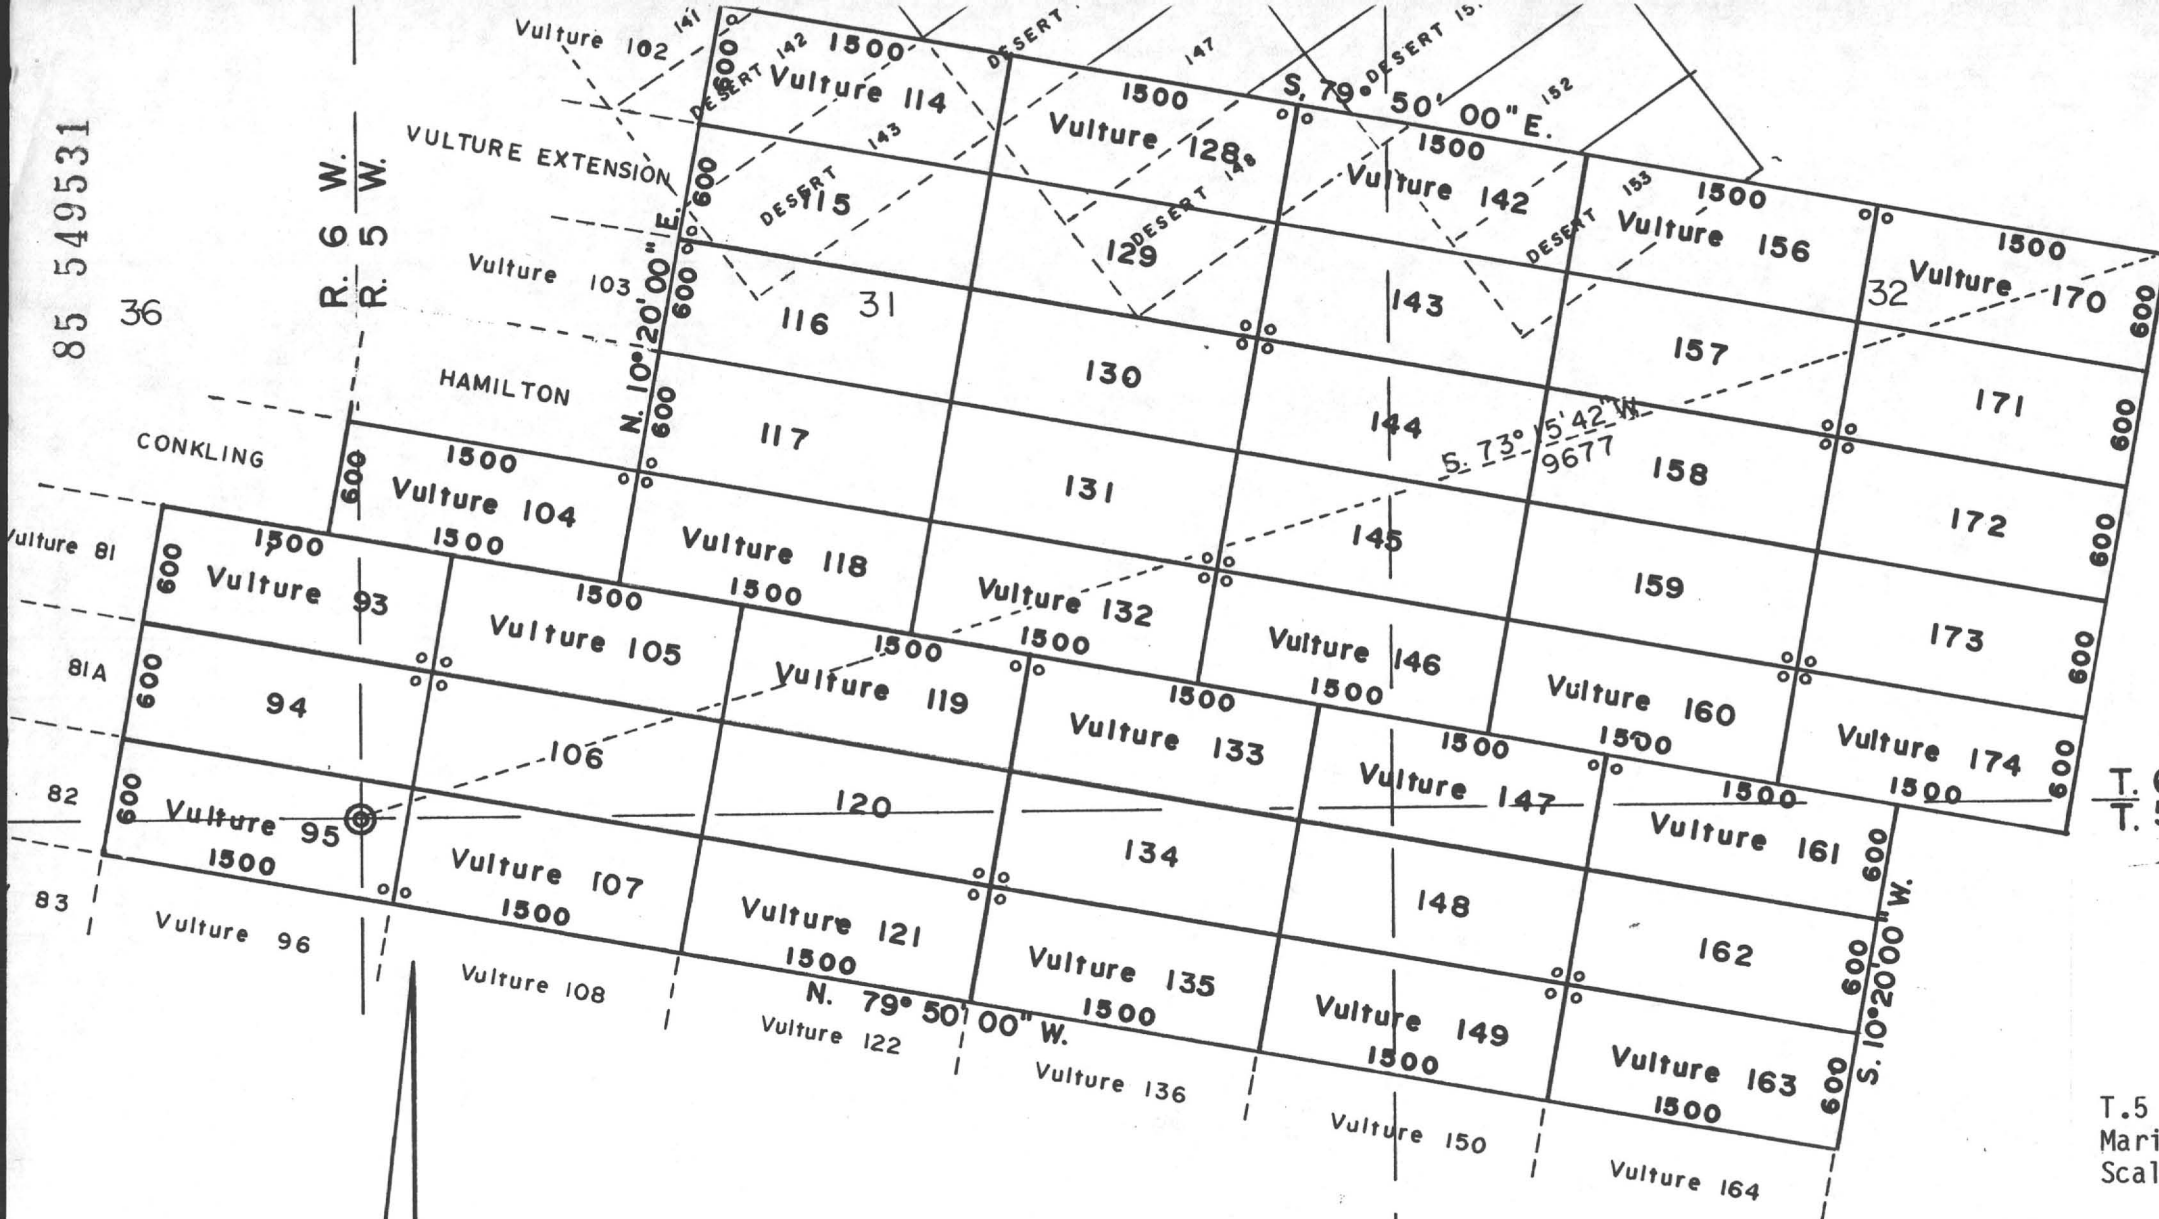 85 549531
36
R. 6 W.
R. 5 W.
Vulture 102
141
DESERT 142
DESERT
147
DESERT 15
152
VULTURE EXTENSION
Vulture 103
HAMILTON
CONKLING
N. 10° 20' 00" E.
S. 79° 50' 00" E.
600
1500
Vulture 114
1500
Vulture 128
1500
Vulture 142
1500
Vulture 156
1500
Vulture 170
600
600
DESERT 143
115
DESERT 148
129
143
DESERT 153
157
32
171
600
600
116
31
130
144
158
172
600
600
117
131
145
159
173
600
S. 73° 15' 42" W.
9677
600
1500
Vulture 104
Vulture 118
Vulture 132
Vulture 146
Vulture 160
Vulture 174
600
1500
1500
1500
1500
1500
1500
Vulture 81
600
1500
Vulture 93
1500
Vulture 105
1500
Vulture 119
1500
Vulture 133
1500
Vulture 147
1500
Vulture 161
600
81A
600
94
106
120
134
148
162
600
82
600
Vulture 95
1500
Vulture 107
1500
Vulture 121
1500
Vulture 135
1500
Vulture 149
1500
Vulture 163
1500
600
S. 10° 20' 00" W.
N. 79° 50' 00" W.
83
Vulture 96
Vulture 108
Vulture 122
Vulture 136
Vulture 150
Vulture 164
T.
T.
T.5
Mari
Scal